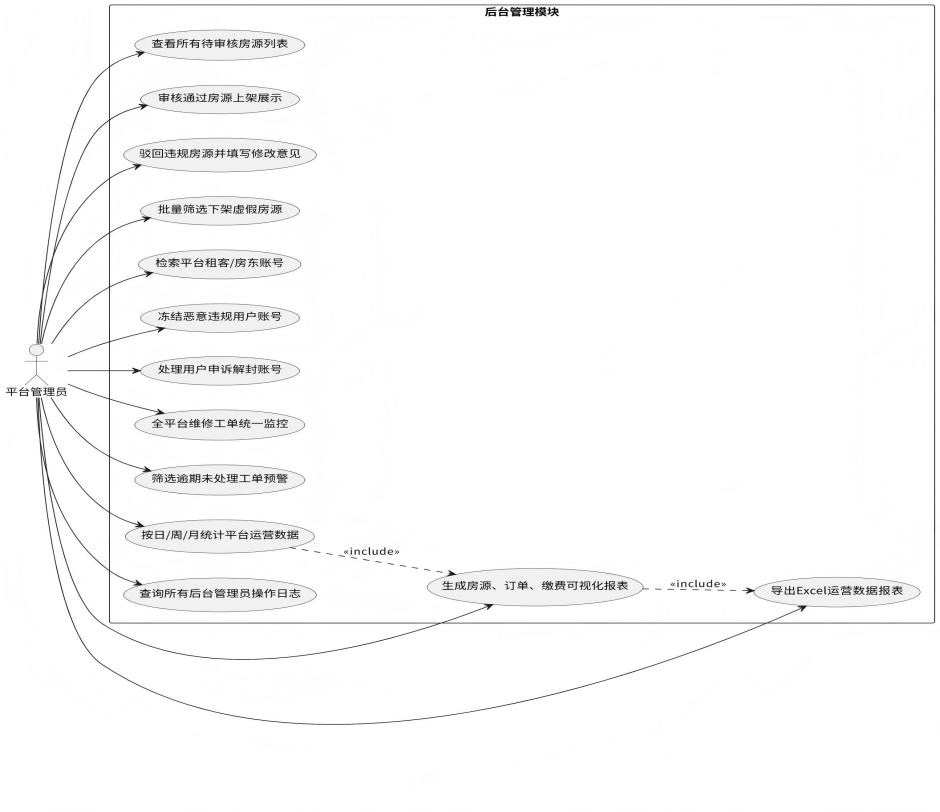 后台管理模块
查看所有待审核房源列表
审核通过房源上架展示
驳回违规房源并填写修改意见
批量筛选下架虚假房源
检索平台租客/房东账号
冻结恶意违规用户账号
处理用户申诉解封账号
平台管理员
全平台维修工单统一监控
筛选逾期未处理工单预警
按日/周/月统计平台运营数据
«include»
生成房源、订单、缴费可视化报表
«include»
导出Excel运营数据报表
查询所有后台管理员操作日志